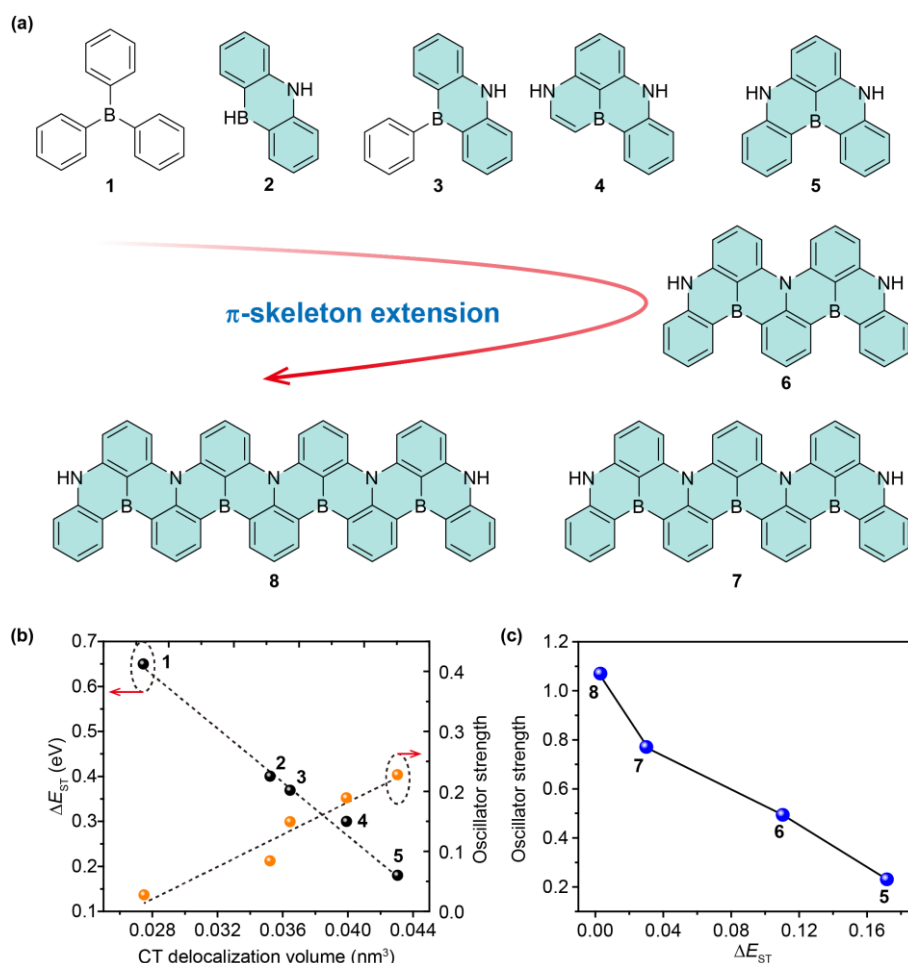 (a)
B
1
NH
HB
2
NH
B
3
HN
NH
B
4
HN
NH
B
5
π-skeleton extension
HN
N
NH
B
B
6
HN
N
N
N
NH
B
B
B
B
8
HN
N
N
NH
B
B
B
7
(b)
0.7
0.6
0.5
0.4
0.3
0.2
0.1
ΔE_ST (eV)
1
2
3
4
5
0.4
0.3
0.2
0.1
0.0
Oscillator strength
0.028
0.032
0.036
0.040
0.044
CT delocalization volume (nm³)
(c)
1.2
1.0
0.8
0.6
0.4
0.2
Oscillator strength
8
7
6
5
0.00
0.04
0.08
0.12
0.16
ΔE_ST